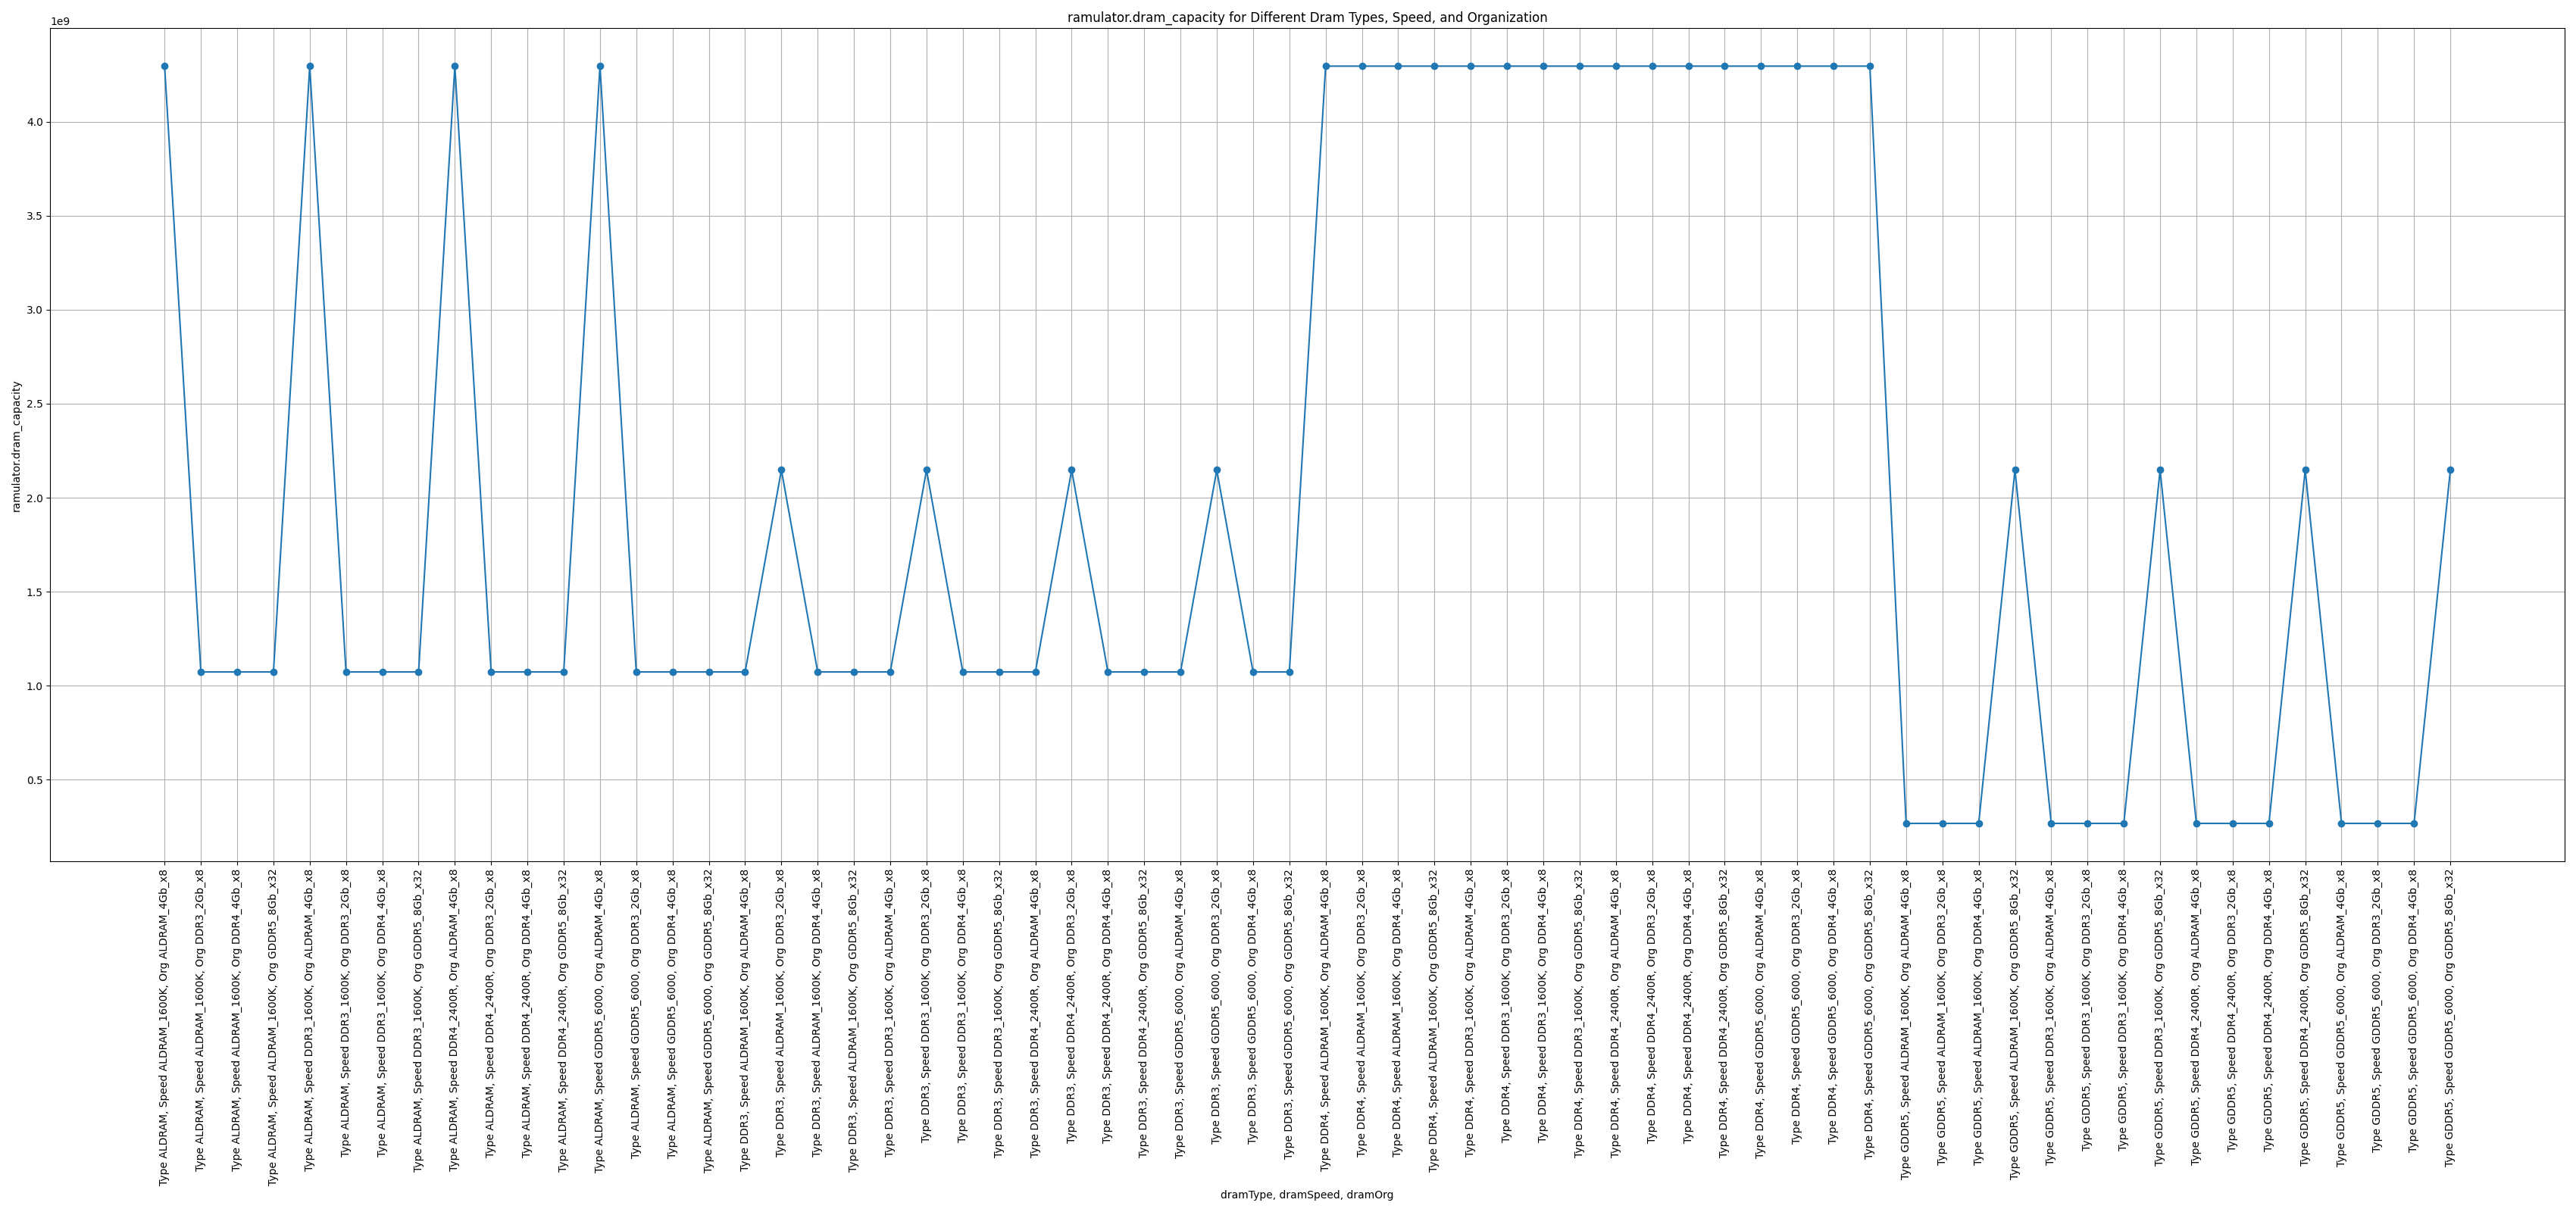 ramulator.dram_capacity for Different Dram Types, Speed, and Organization
1e9
4.0
3.5
3.0
2.5
2.0
1.5
1.0
0.5
ramulator.dram_capacity
Type ALDRAM, Speed ALDRAM_1600K, Org ALDRAM_4Gb_x8
Type ALDRAM, Speed ALDRAM_1600K, Org DDR3_2Gb_x8
Type ALDRAM, Speed ALDRAM_1600K, Org DDR4_4Gb_x8
Type ALDRAM, Speed ALDRAM_1600K, Org GDDR5_8Gb_x32
Type ALDRAM, Speed DDR3_1600K, Org ALDRAM_4Gb_x8
Type ALDRAM, Speed DDR3_1600K, Org DDR3_2Gb_x8
Type ALDRAM, Speed DDR3_1600K, Org DDR4_4Gb_x8
Type ALDRAM, Speed DDR3_1600K, Org GDDR5_8Gb_x32
Type ALDRAM, Speed DDR4_2400R, Org ALDRAM_4Gb_x8
Type ALDRAM, Speed DDR4_2400R, Org DDR3_2Gb_x8
Type ALDRAM, Speed DDR4_2400R, Org DDR4_4Gb_x8
Type ALDRAM, Speed DDR4_2400R, Org GDDR5_8Gb_x32
Type ALDRAM, Speed GDDR5_6000, Org ALDRAM_4Gb_x8
Type ALDRAM, Speed GDDR5_6000, Org DDR3_2Gb_x8
Type ALDRAM, Speed GDDR5_6000, Org DDR4_4Gb_x8
Type ALDRAM, Speed GDDR5_6000, Org GDDR5_8Gb_x32
Type DDR3, Speed ALDRAM_1600K, Org ALDRAM_4Gb_x8
Type DDR3, Speed ALDRAM_1600K, Org DDR3_2Gb_x8
Type DDR3, Speed ALDRAM_1600K, Org DDR4_4Gb_x8
Type DDR3, Speed ALDRAM_1600K, Org GDDR5_8Gb_x32
Type DDR3, Speed DDR3_1600K, Org ALDRAM_4Gb_x8
Type DDR3, Speed DDR3_1600K, Org DDR3_2Gb_x8
Type DDR3, Speed DDR3_1600K, Org DDR4_4Gb_x8
Type DDR3, Speed DDR3_1600K, Org GDDR5_8Gb_x32
Type DDR3, Speed DDR4_2400R, Org ALDRAM_4Gb_x8
Type DDR3, Speed DDR4_2400R, Org DDR3_2Gb_x8
Type DDR3, Speed DDR4_2400R, Org DDR4_4Gb_x8
Type DDR3, Speed DDR4_2400R, Org GDDR5_8Gb_x32
Type DDR3, Speed GDDR5_6000, Org ALDRAM_4Gb_x8
Type DDR3, Speed GDDR5_6000, Org DDR3_2Gb_x8
Type DDR3, Speed GDDR5_6000, Org DDR4_4Gb_x8
Type DDR3, Speed GDDR5_6000, Org GDDR5_8Gb_x32
Type DDR4, Speed ALDRAM_1600K, Org ALDRAM_4Gb_x8
Type DDR4, Speed ALDRAM_1600K, Org DDR3_2Gb_x8
Type DDR4, Speed ALDRAM_1600K, Org DDR4_4Gb_x8
Type DDR4, Speed ALDRAM_1600K, Org GDDR5_8Gb_x32
Type DDR4, Speed DDR3_1600K, Org ALDRAM_4Gb_x8
Type DDR4, Speed DDR3_1600K, Org DDR3_2Gb_x8
Type DDR4, Speed DDR3_1600K, Org DDR4_4Gb_x8
Type DDR4, Speed DDR3_1600K, Org GDDR5_8Gb_x32
Type DDR4, Speed DDR4_2400R, Org ALDRAM_4Gb_x8
Type DDR4, Speed DDR4_2400R, Org DDR3_2Gb_x8
Type DDR4, Speed DDR4_2400R, Org DDR4_4Gb_x8
Type DDR4, Speed DDR4_2400R, Org GDDR5_8Gb_x32
Type DDR4, Speed GDDR5_6000, Org ALDRAM_4Gb_x8
Type DDR4, Speed GDDR5_6000, Org DDR3_2Gb_x8
Type DDR4, Speed GDDR5_6000, Org DDR4_4Gb_x8
Type DDR4, Speed GDDR5_6000, Org GDDR5_8Gb_x32
Type GDDR5, Speed ALDRAM_1600K, Org ALDRAM_4Gb_x8
Type GDDR5, Speed ALDRAM_1600K, Org DDR3_2Gb_x8
Type GDDR5, Speed ALDRAM_1600K, Org DDR4_4Gb_x8
Type GDDR5, Speed ALDRAM_1600K, Org GDDR5_8Gb_x32
Type GDDR5, Speed DDR3_1600K, Org ALDRAM_4Gb_x8
Type GDDR5, Speed DDR3_1600K, Org DDR3_2Gb_x8
Type GDDR5, Speed DDR3_1600K, Org DDR4_4Gb_x8
Type GDDR5, Speed DDR3_1600K, Org GDDR5_8Gb_x32
Type GDDR5, Speed DDR4_2400R, Org ALDRAM_4Gb_x8
Type GDDR5, Speed DDR4_2400R, Org DDR3_2Gb_x8
Type GDDR5, Speed DDR4_2400R, Org DDR4_4Gb_x8
Type GDDR5, Speed DDR4_2400R, Org GDDR5_8Gb_x32
Type GDDR5, Speed GDDR5_6000, Org ALDRAM_4Gb_x8
Type GDDR5, Speed GDDR5_6000, Org DDR3_2Gb_x8
Type GDDR5, Speed GDDR5_6000, Org DDR4_4Gb_x8
Type GDDR5, Speed GDDR5_6000, Org GDDR5_8Gb_x32
dramType, dramSpeed, dramOrg